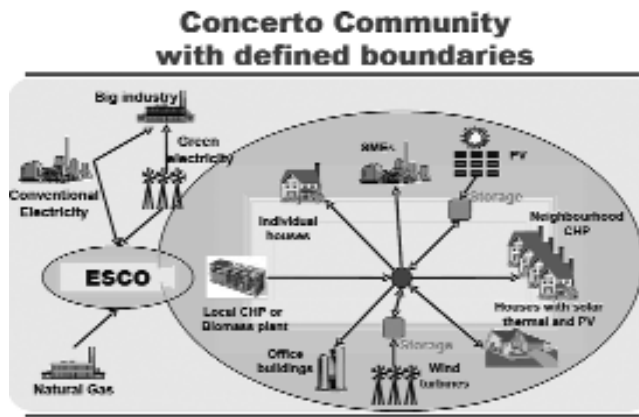 Concerto Community
with defined boundaries
Big industry
Green
electricity
Conventional
Electricity
ESCO
Natural Gas
SMEs
PV
Storage
Individual
houses
Neighbourhood
CHP
Local CHP or
Biomass plant
Houses with solar
thermal and PV
Storage
Office
buildings
Wind
turbines